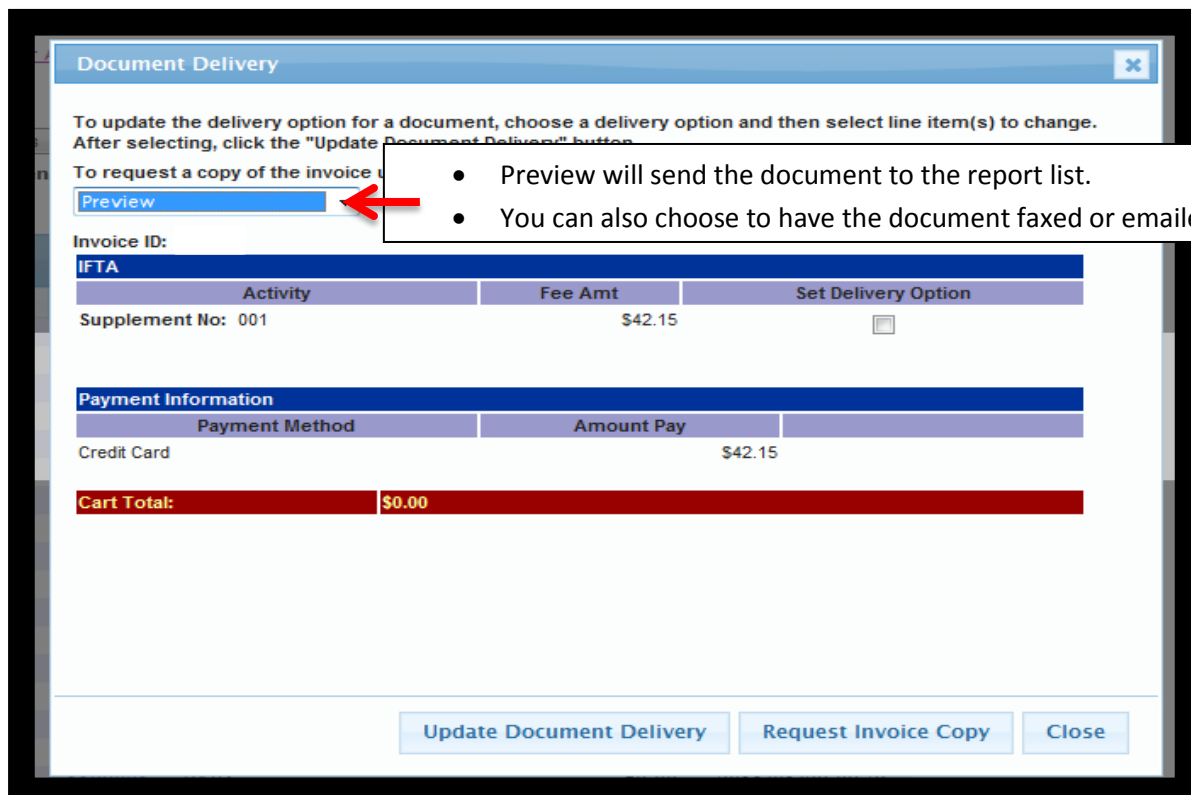 Document Delivery
To update the delivery option for a document, choose a delivery option and then select line item(s) to change.
After selecting, click the "Update Document Delivery" button
To request a copy of the invoice
• Preview will send the document to the report list.
Preview
• You can also choose to have the document faxed or
Invoice ID:
IFTA
Activity Fee Amt Set Delivery Option
Supplement No: 001 $42.15
Payment Information
Payment Method Amount Pay
Credit Card $42.15
Cart Total: $0.00
Update Document Delivery Request Invoice Copy Close